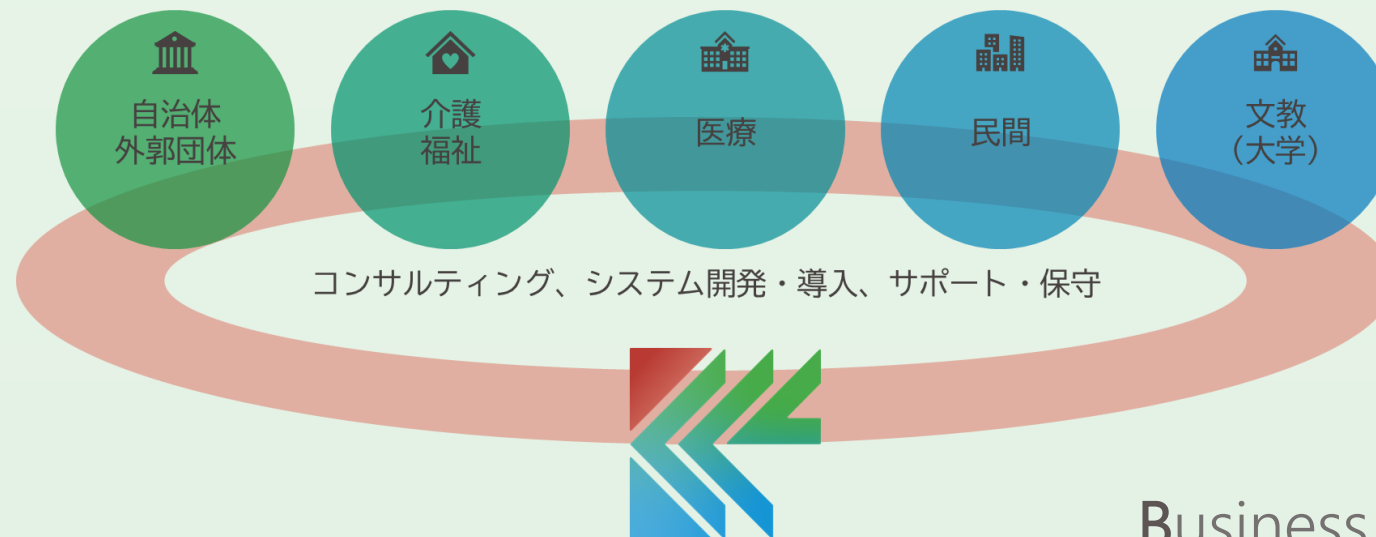 自治体
外郭団体
介護
福祉
医療
民間
文教
（大学）
コンサルティング、システム開発・導入、サポート・保守
Business